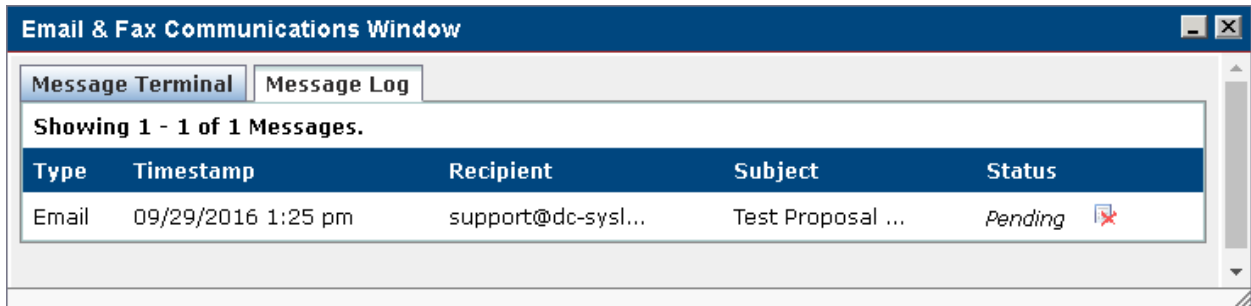 Email & Fax Communications Window
Message Terminal Message Log
Showing 1 - 1 of 1 Messages.
Type Timestamp Recipient Subject Status
Email 09/29/2016 1:25 pm support@dc-sysl... Test Proposal ... Pending